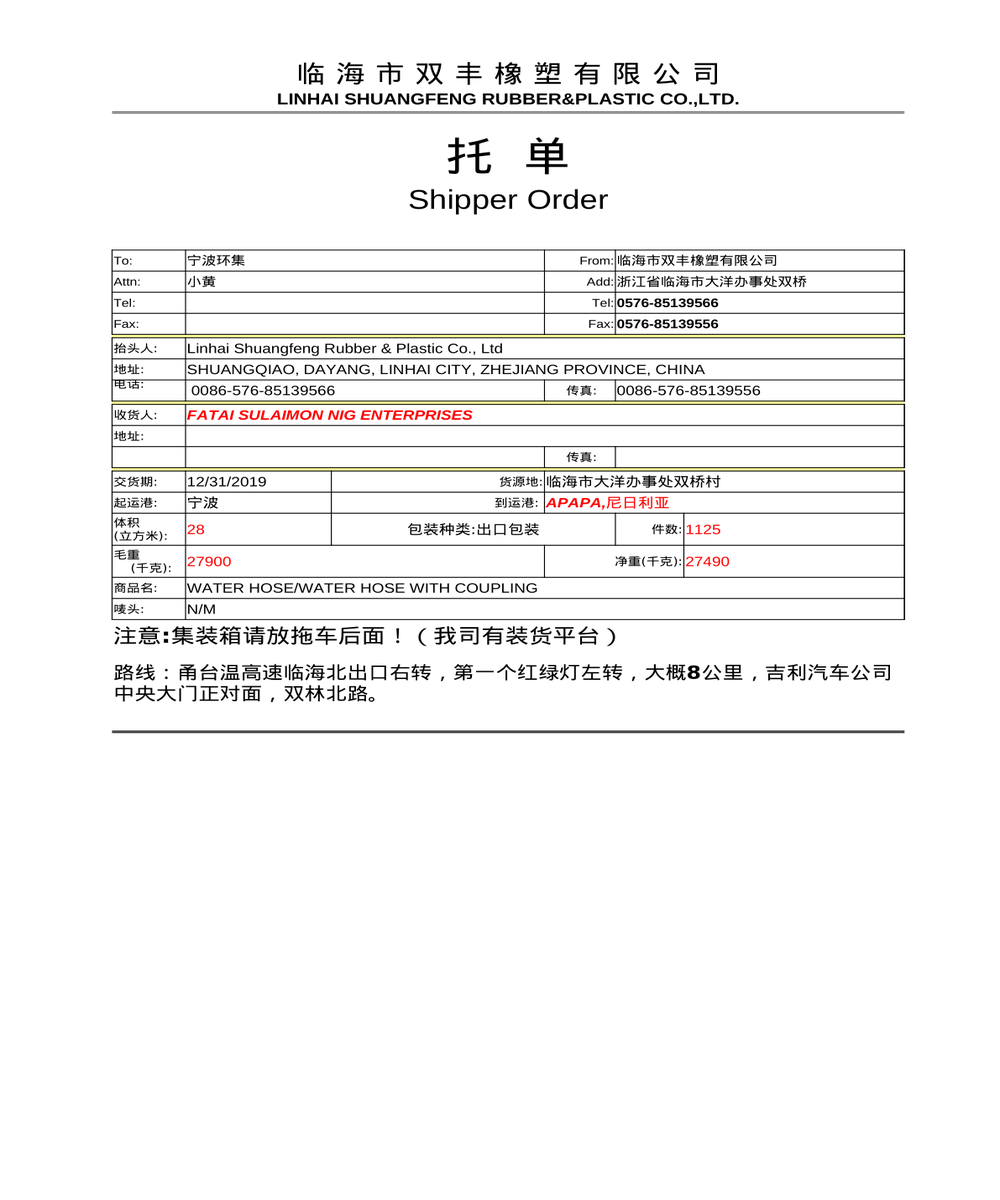 临海市双丰橡塑有限公司
LINHAI SHUANGFENG RUBBER&PLASTIC CO.,LTD.
托 单
Shipper Order
To: 宁波环集 From: 临海市双丰橡塑有限公司
Attn: 小黄 Add: 浙江省临海市大洋办事处双桥
Tel: Tel: 0576-85139566
Fax: Fax: 0576-85139556
抬头人: Linhai Shuangfeng Rubber & Plastic Co., Ltd
地址: SHUANGQIAO, DAYANG, LINHAI CITY, ZHEJIANG PROVINCE, CHINA
电话: 0086-576-85139566 传真: 0086-576-85139556
收货人: FATAI SULAIMON NIG ENTERPRISES
地址:
传真:
交货期: 12/31/2019 货源地: 临海市大洋办事处双桥村
起运港: 宁波 到运港: APAPA,尼日利亚
体积
(立方米): 28 包装种类:出口包装 件数: 1125
毛重
(千克): 27900 净重(千克): 27490
商品名: WATER HOSE/WATER HOSE WITH COUPLING
唛头: N/M
注意:集装箱请放拖车后面！（我司有装货平台）
路线：甬台温高速临海北出口右转，第一个红绿灯左转，大概8公里，吉利汽车公司
中央大门正对面，双林北路。